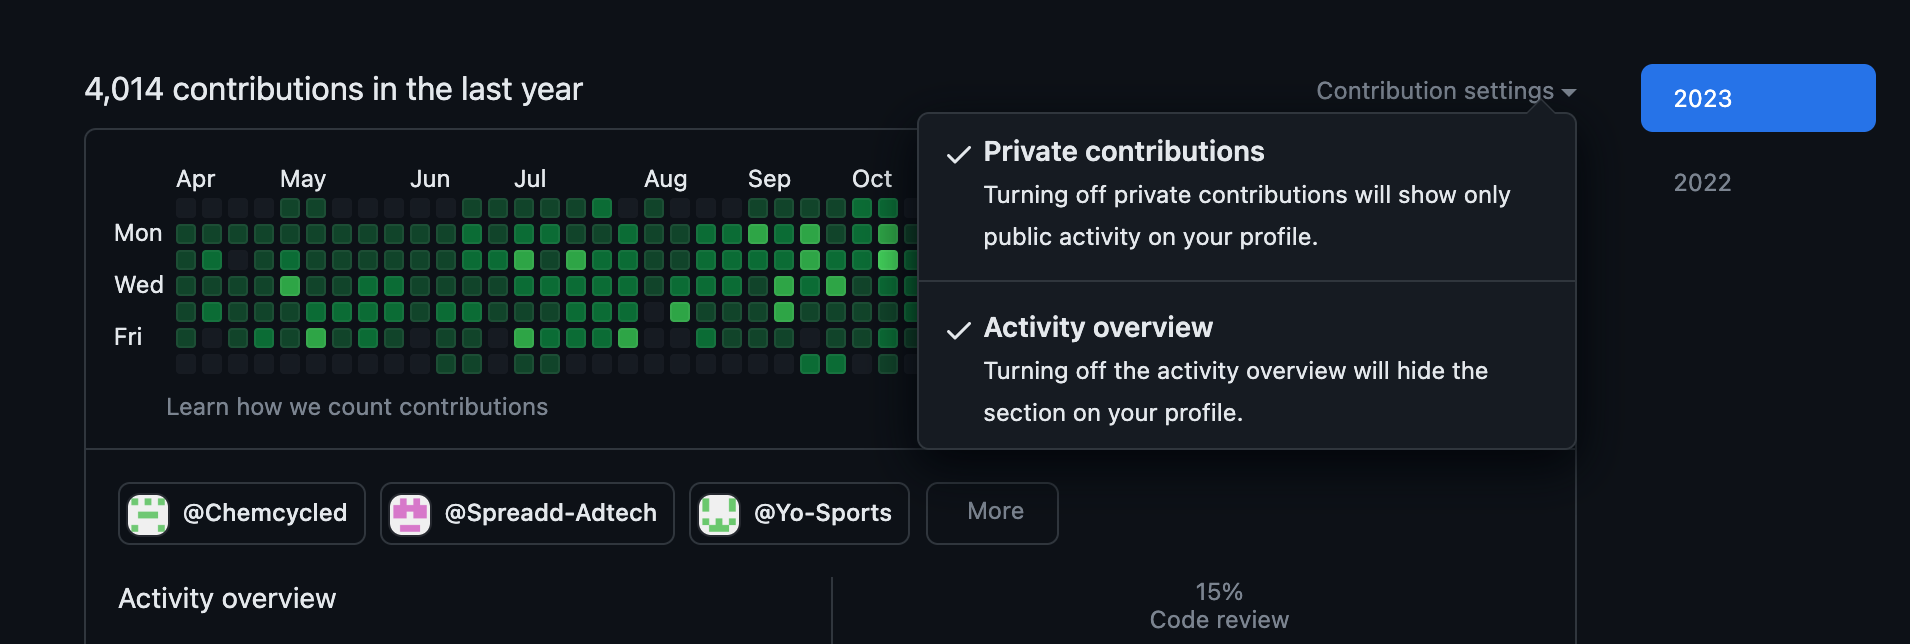 4,014 contributions in the last year
Contribution settings
2023
2022
Apr May Jun Jul Aug Sep Oct
Mon
Wed
Fri
Learn how we count contributions
Private contributions
Turning off private contributions will show only
public activity on your profile.
Activity overview
Turning off the activity overview will hide the
section on your profile.
@Chemcycled @Spreadd-Adtech @Yo-Sports More
Activity overview
15%
Code review